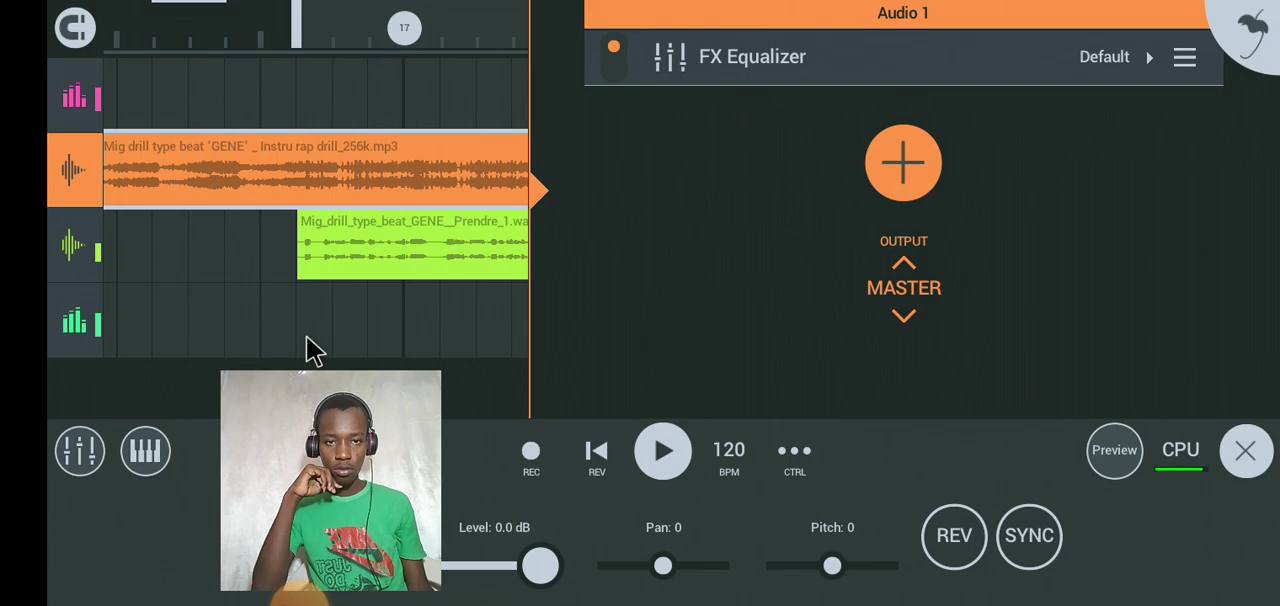 Audio 1
17
FX Equalizer
Default
Mig drill type beat 'GENE' _ Instru rap drill_256k.mp3
Mig_drill_type_beat_GENE__Prendre_1.wa
OUTPUT
MASTER
120
Preview
CPU
REC
REV
BPM
CTRL
Level: 0.0 dB
Pan: 0
Pitch: 0
REV
SYNC